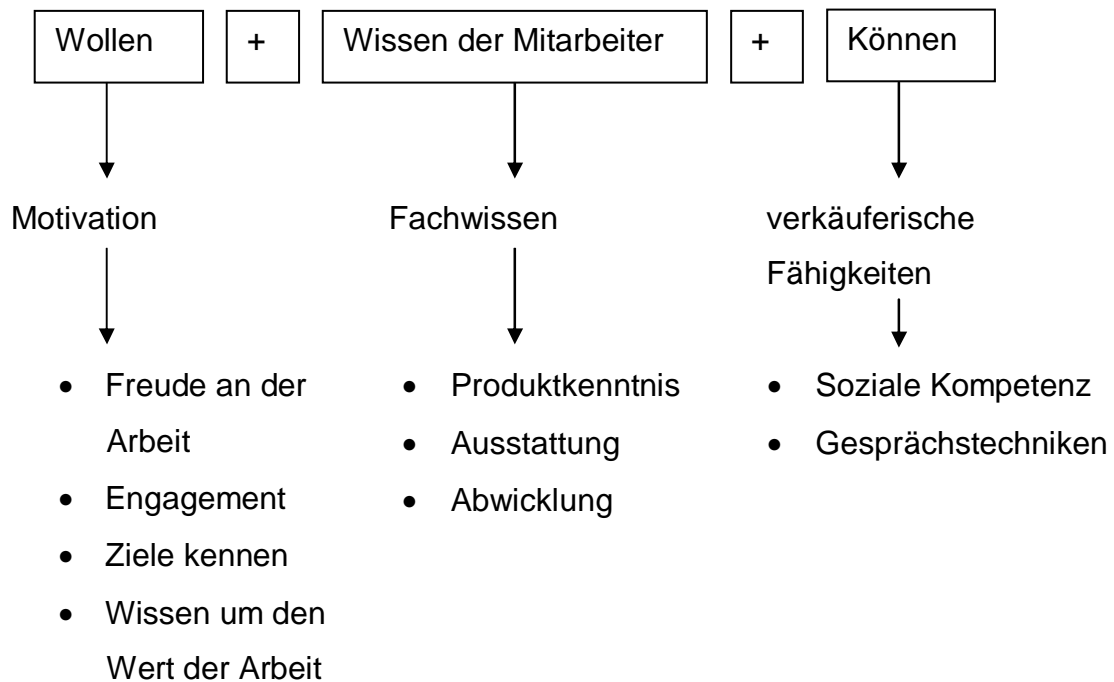 Wollen + Wissen der Mitarbeiter + Können
Motivation
Fachwissen
verkäuferische
Fähigkeiten
• Freude an der
Arbeit
• Engagement
• Ziele kennen
• Wissen um den
Wert der Arbeit
• Produktkenntnis
• Ausstattung
• Abwicklung
• Soziale Kompetenz
• Gesprächstechniken